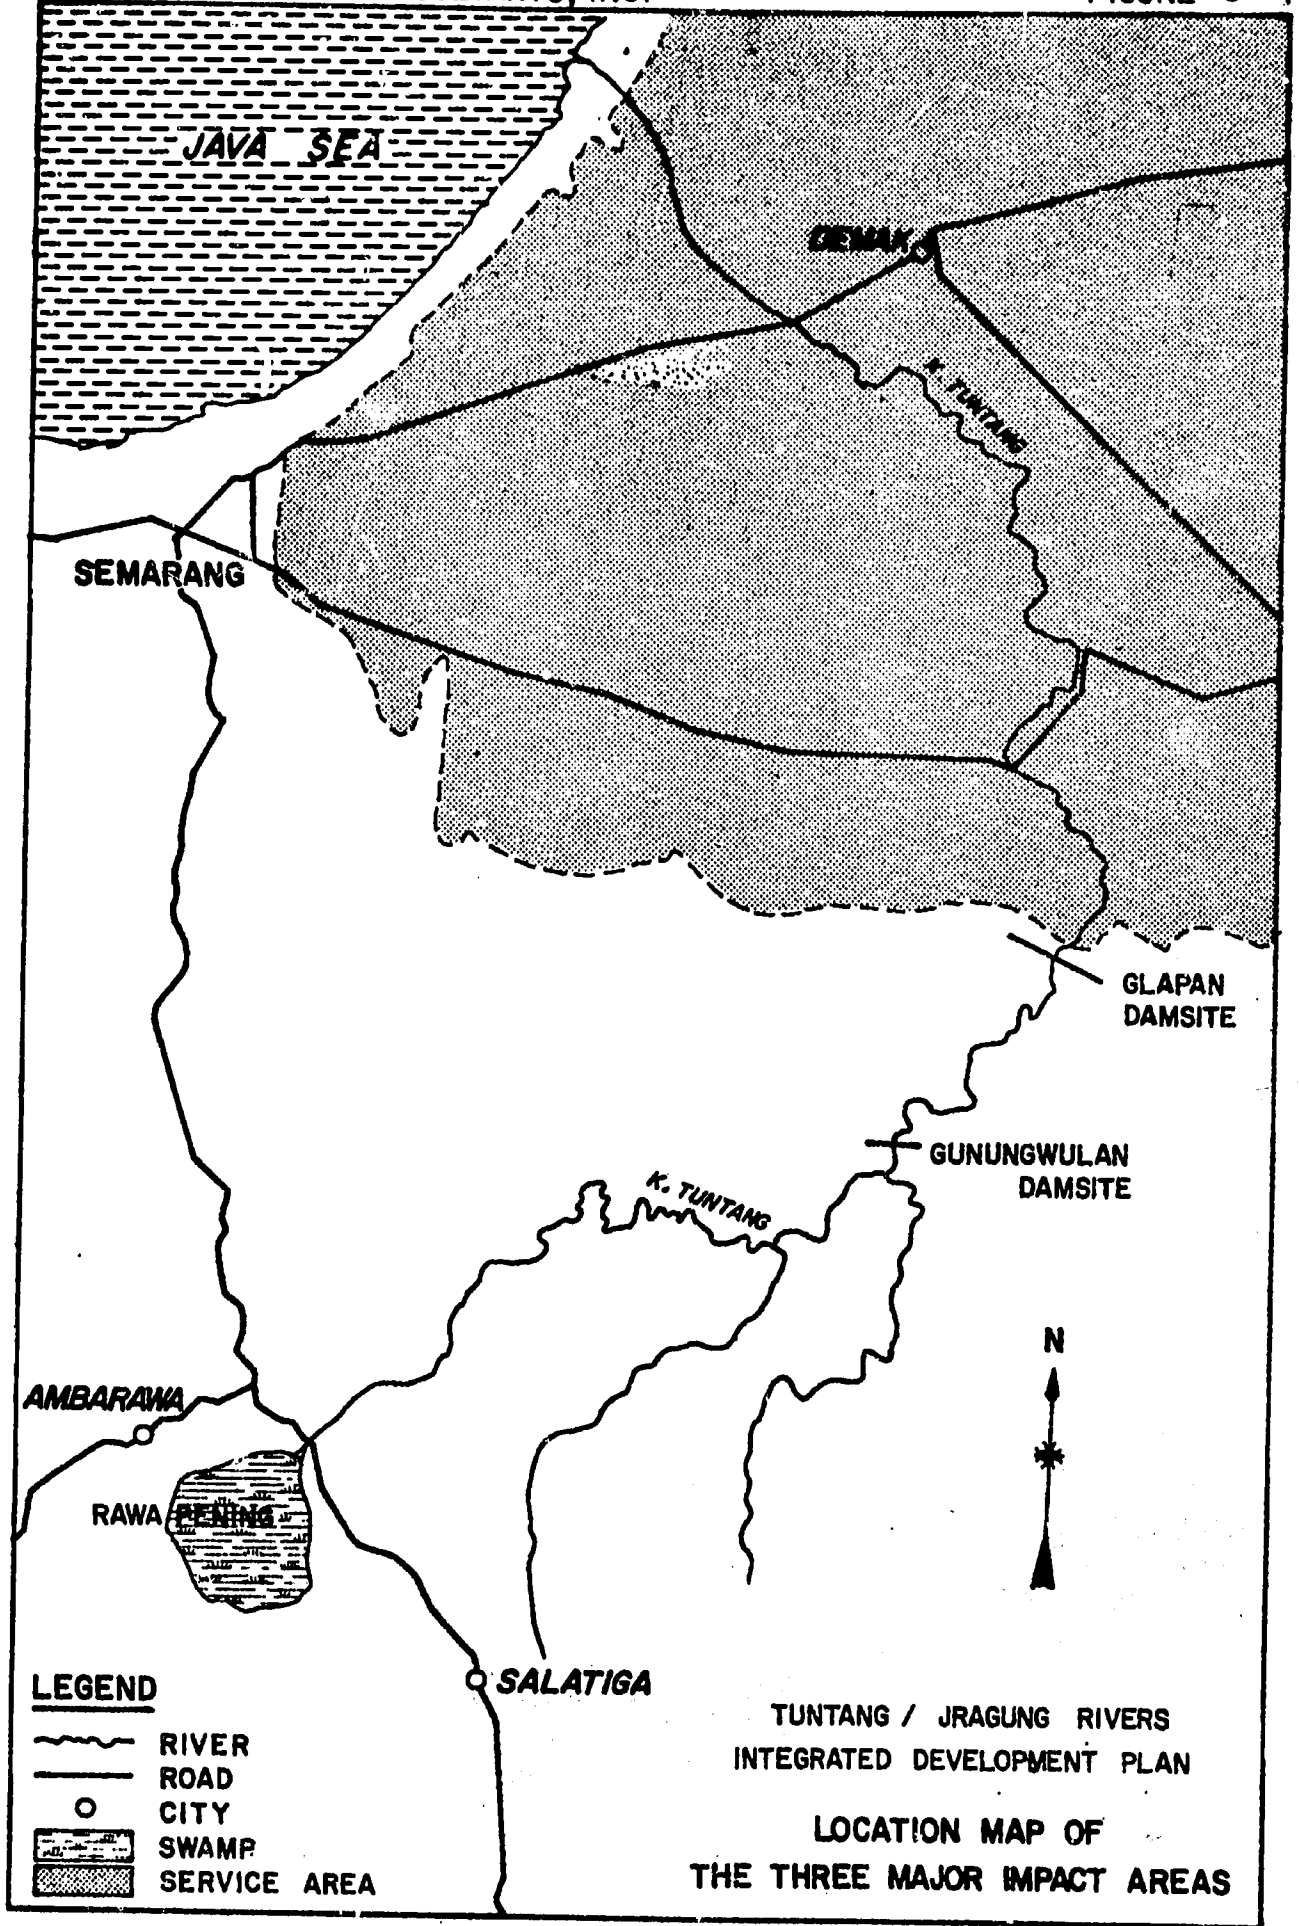 JAVA SEA
DEMAK
K. TUNTANG
SEMARANG
GLAPAN
DAMSITE
GUNUNGWULAN
DAMSITE
K. TUNTANG
N
AMBARAWA
RAWA PENING
SALATIGA
LEGEND
RIVER
ROAD
CITY
SWAMP
SERVICE AREA
TUNTANG / JRAGUNG RIVERS
INTEGRATED DEVELOPMENT PLAN
LOCATION MAP OF
THE THREE MAJOR IMPACT AREAS